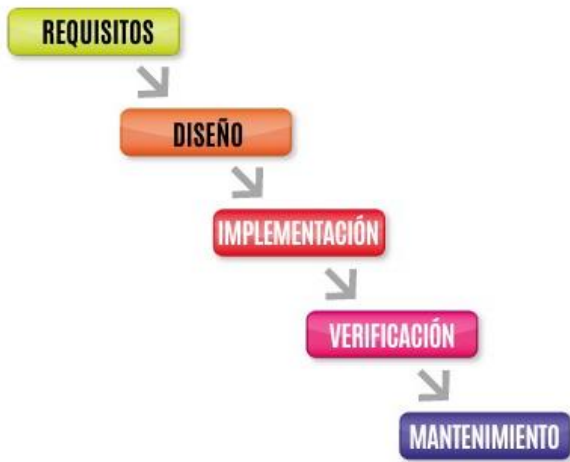 REQUISITOS
DISEÑO
IMPLEMENTACIÓN
VERIFICACIÓN
MANTENIMIENTO